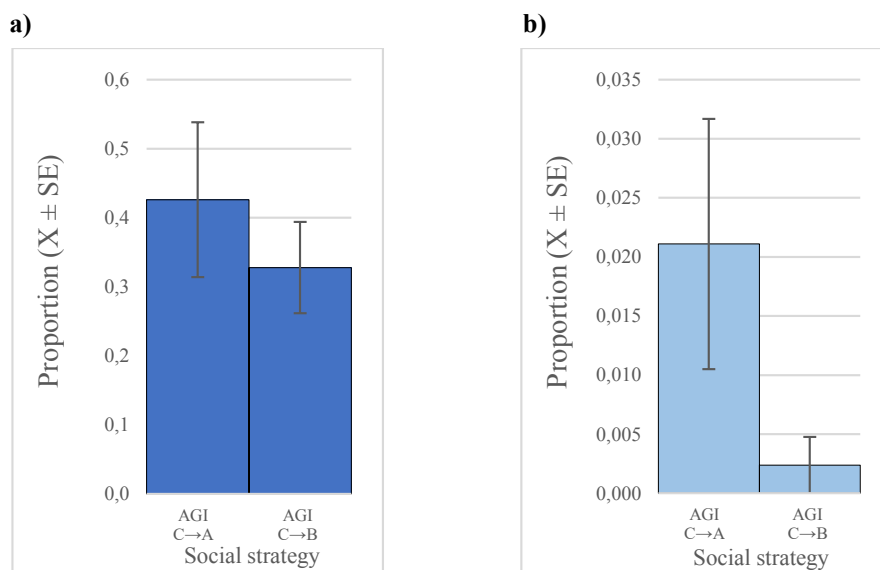 a)
Proportion (X ± SE)
0,6
0,5
0,4
0,3
0,2
0,1
0,0
AGI
C→A
AGI
C→B
Social strategy
b)
Proportion (X ± SE)
0,035
0,030
0,025
0,020
0,015
0,010
0,005
0,000
AGI
C→A
AGI
C→B
Social strategy